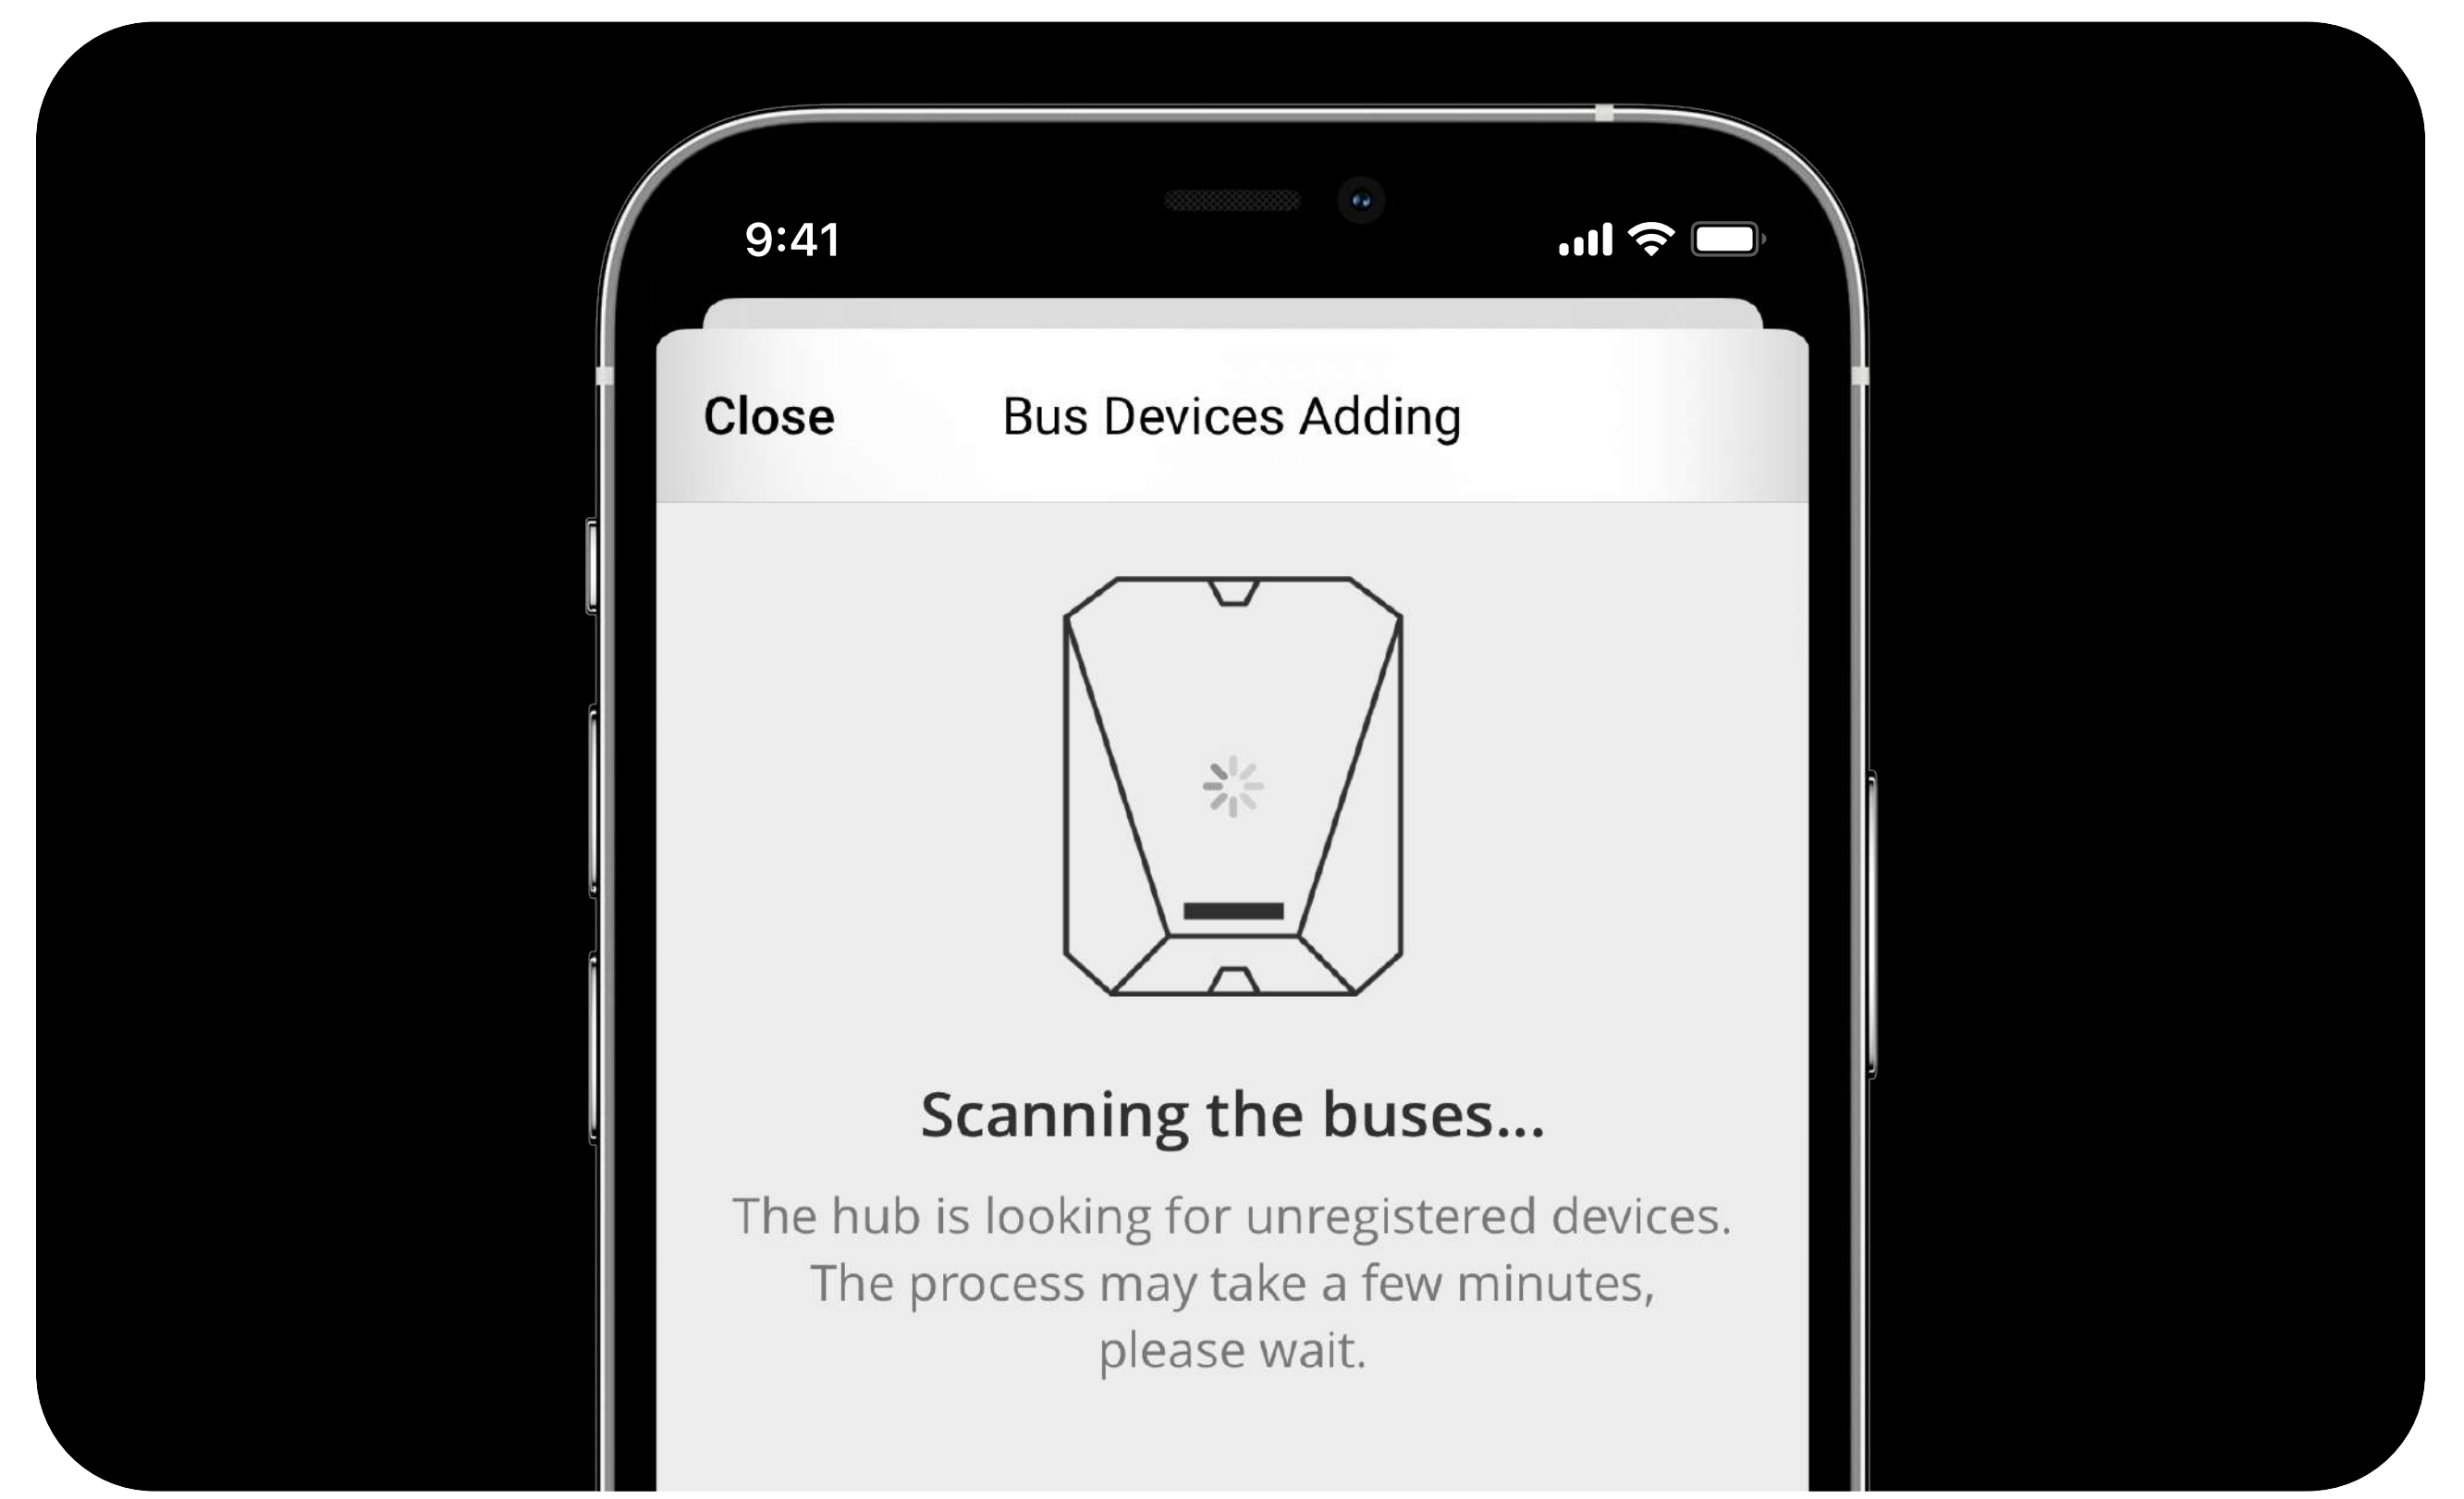 9:41
Close
Bus Devices Adding
Scanning the buses...
The hub is looking for unregistered devices.
The process may take a few minutes,
please wait.